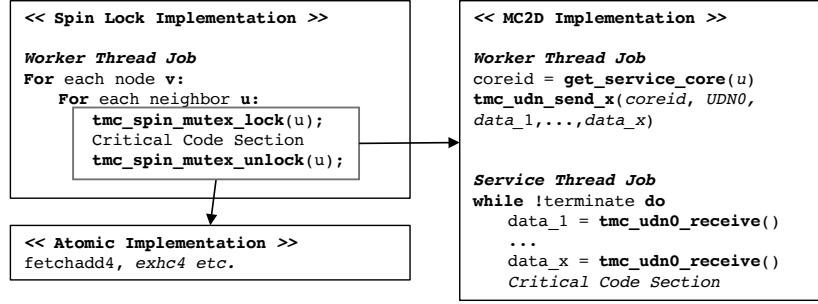 << Spin Lock Implementation >>
Worker Thread Job
For each node v:
For each neighbor u:
tmc_spin_mutex_lock(u);
Critical Code Section
tmc_spin_mutex_unlock(u);
<< Atomic Implementation >>
fetchadd4, exhc4 etc.
<< MC2D Implementation >>
Worker Thread Job
coreid = get_service_core(u)
tmc_udn_send_x(coreid, UDN0,
data_1,...,data_x)
Service Thread Job
while !terminate do
data_1 = tmc_udn0_receive()
...
data_x = tmc_udn0_receive()
Critical Code Section